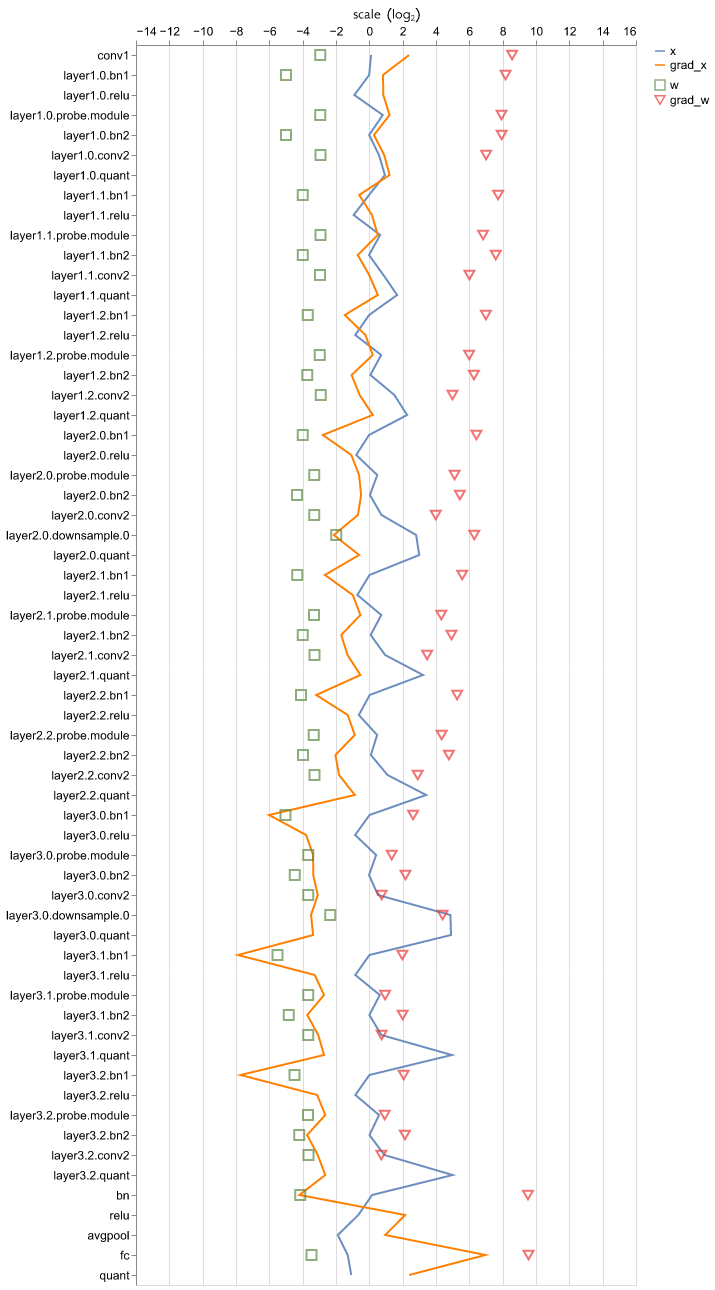 scale (log₂)
−14 −12 −10 −8 −6 −4 −2 0 2 4 6 8 10 12 14 16
x
grad_x
w
grad_w
conv1
layer1.0.bn1
layer1.0.relu
layer1.0.probe.module
layer1.0.bn2
layer1.0.conv2
layer1.0.quant
layer1.1.bn1
layer1.1.relu
layer1.1.probe.module
layer1.1.bn2
layer1.1.conv2
layer1.1.quant
layer1.2.bn1
layer1.2.relu
layer1.2.probe.module
layer1.2.bn2
layer1.2.conv2
layer1.2.quant
layer2.0.bn1
layer2.0.relu
layer2.0.probe.module
layer2.0.bn2
layer2.0.conv2
layer2.0.downsample.0
layer2.0.quant
layer2.1.bn1
layer2.1.relu
layer2.1.probe.module
layer2.1.bn2
layer2.1.conv2
layer2.1.quant
layer2.2.bn1
layer2.2.relu
layer2.2.probe.module
layer2.2.bn2
layer2.2.conv2
layer2.2.quant
layer3.0.bn1
layer3.0.relu
layer3.0.probe.module
layer3.0.bn2
layer3.0.conv2
layer3.0.downsample.0
layer3.0.quant
layer3.1.bn1
layer3.1.relu
layer3.1.probe.module
layer3.1.bn2
layer3.1.conv2
layer3.1.quant
layer3.2.bn1
layer3.2.relu
layer3.2.probe.module
layer3.2.bn2
layer3.2.conv2
layer3.2.quant
bn
relu
avgpool
fc
quant